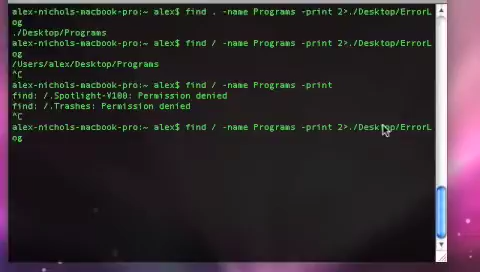 alex-nichols-macbook-pro:~ alex$ find . -name Programs -print 2>./Desktop/ErrorL
og
./Desktop/Programs
alex-nichols-macbook-pro:~ alex$ find / -name Programs -print 2>./Desktop/ErrorL
og
/Users/alex/Desktop/Programs
^C
alex-nichols-macbook-pro:~ alex$ find / -name Programs -print
find: /.Spotlight-V100: Permission denied
find: /.Trashes: Permission denied
^C
alex-nichols-macbook-pro:~ alex$ find / -name Programs -print 2>./Desktop/ErrorL
og